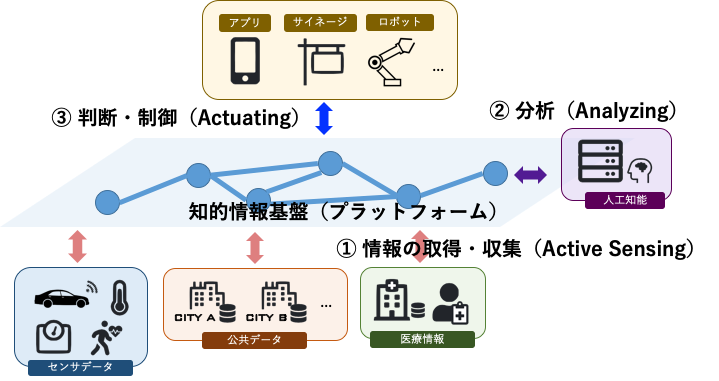 アプリ
サイネージ
ロボット
…
③ 判断・制御（Actuating）
② 分析（Analyzing）
人工知能
知的情報基盤（プラットフォーム）
① 情報の取得・収集（Active Sensing）
CITY A
CITY B
…
センサデータ
公共データ
医療情報